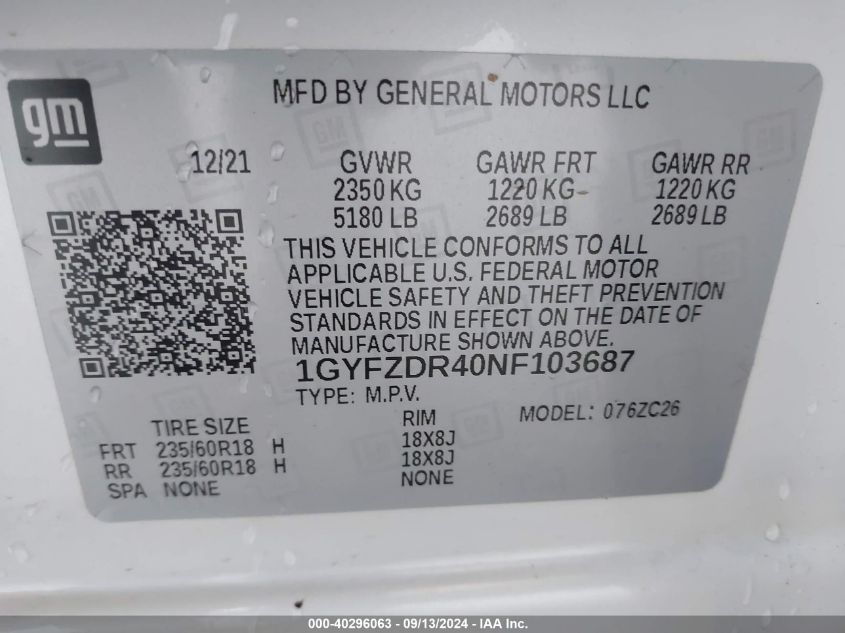 gm
MFD BY GENERAL MOTORS LLC
12/21 GVWR GAWR FRT GAWR RR
2350 KG 1220 KG 1220 KG
5180 LB 2689 LB 2689 LB
THIS VEHICLE CONFORMS TO ALL
APPLICABLE U.S. FEDERAL MOTOR
VEHICLE SAFETY AND THEFT PREVENTION
STANDARDS IN EFFECT ON THE DATE OF
MANUFACTURE SHOWN ABOVE.
1GYFZDR40NF103687
TYPE: M.P.V.
TIRE SIZE RIM MODEL: 076ZC26
FRT 235/60R18 H 18X8J
RR 235/60R18 H 18X8J
SPA NONE NONE
000-40296063 - 09/13/2024 - IAA Inc.